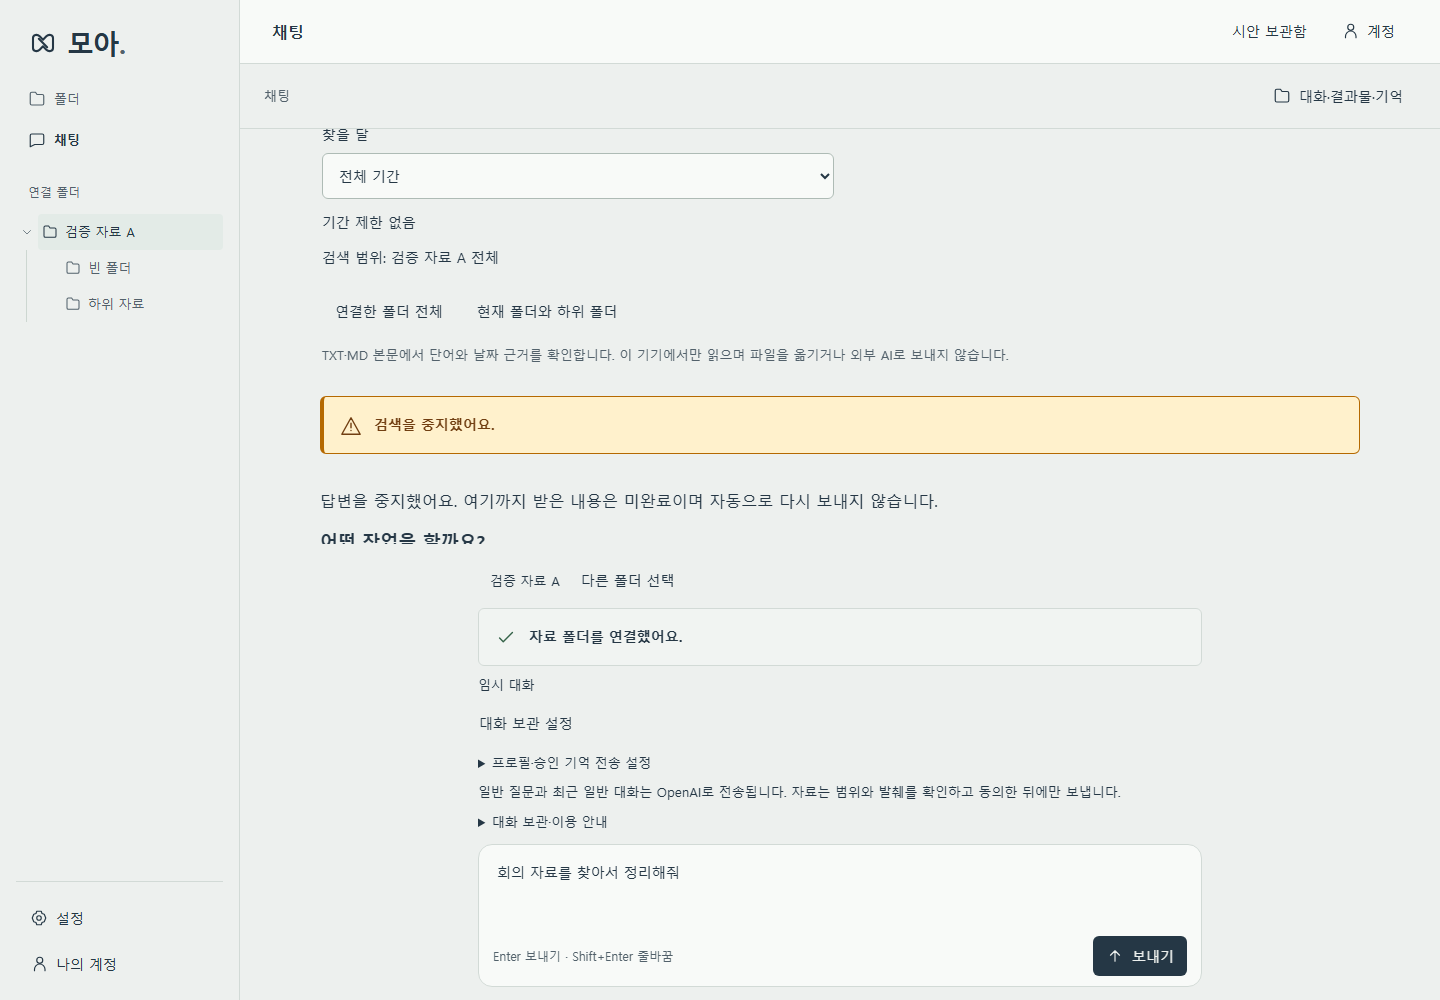 모아.
폴더
채팅
연결 폴더
검증 자료 A
빈 폴더
하위 자료
설정
나의 계정
채팅
시안 보관함
계정
채팅
대화·결과물·기억
찾을 달
전체 기간
기간 제한 없음
검색 범위: 검증 자료 A 전체
연결한 폴더 전체
현재 폴더와 하위 폴더
TXT·MD 본문에서 단어와 날짜 근거를 확인합니다. 이 기기에서만 읽으며 파일을 옮기거나 외부 AI로 보내지 않습니다.
검색을 중지했어요.
답변을 중지했어요. 여기까지 받은 내용은 미완료이며 자동으로 다시 보내지 않습니다.
어떤 작업을 할까요?
검증 자료 A
다른 폴더 선택
자료 폴더를 연결했어요.
임시 대화
대화 보관 설정
프로필·승인 기억 전송 설정
일반 질문과 최근 일반 대화는 OpenAI로 전송됩니다. 자료는 범위와 발췌를 확인하고 동의한 뒤에만 보냅니다.
대화 보관·이용 안내
회의 자료를 찾아서 정리해줘
Enter 보내기 · Shift+Enter 줄바꿈
보내기